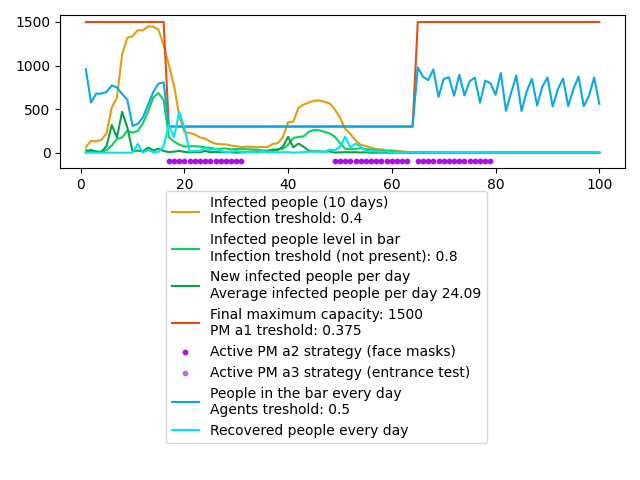 1500
1000
500
0
0 20 40 60 80 100
Infected people (10 days)
Infection treshold: 0.4
Infected people level in bar
Infection treshold (not present): 0.8
New infected people per day
Average infected people per day 24.09
Final maximum capacity: 1500
PM a1 treshold: 0.375
Active PM a2 strategy (face masks)
Active PM a3 strategy (entrance test)
People in the bar every day
Agents treshold: 0.5
Recovered people every day